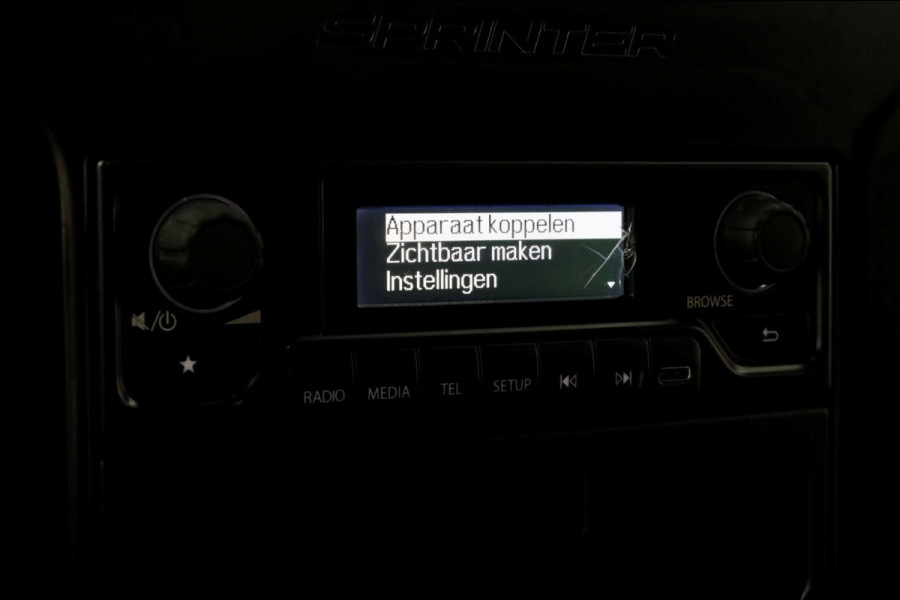 SPRINTER
Apparaat koppelen
Zichtbaar maken
Instellingen
BROWSE
RADIO MEDIA TEL SETUP